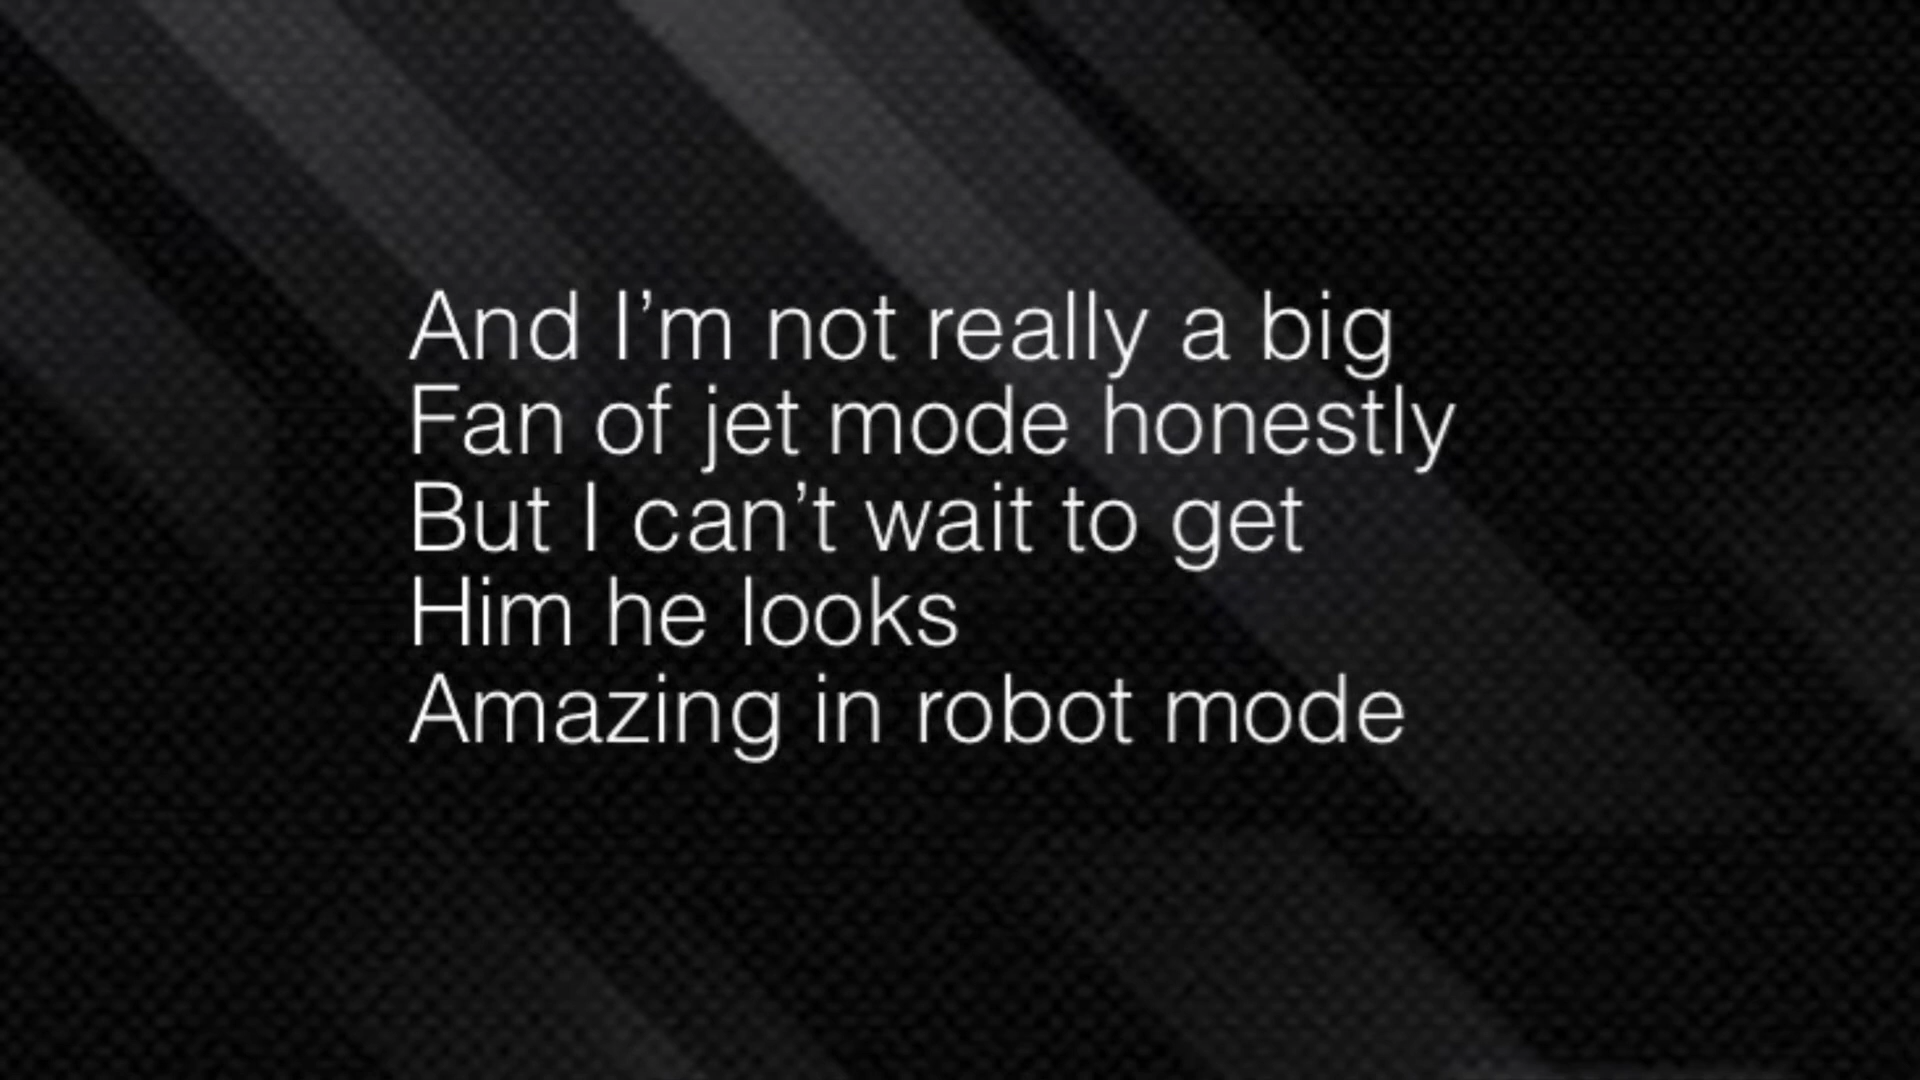 And I’m not really a big
Fan of jet mode honestly
But I can’t wait to get
Him he looks
Amazing in robot mode